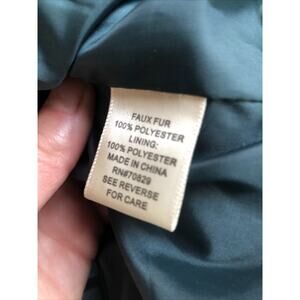 FAUX FUR
100% POLYESTER
LINING:
100% POLYESTER
MADE IN CHINA
RN#70829
SEE REVERSE
FOR CARE